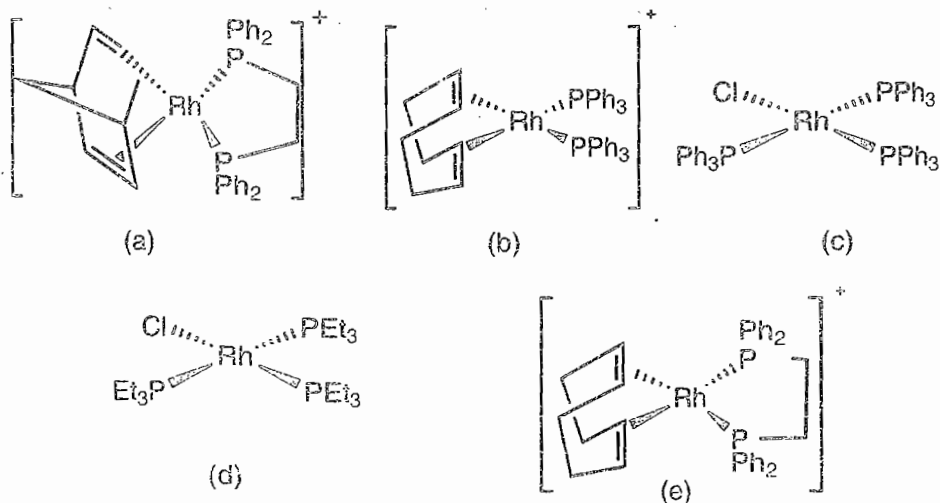 +
Ph2
P
Rh
P
Ph2
(a)
+
Rh
PPh3
PPh3
(b)
Cl
PPh3
Rh
Ph3P
PPh3
(c)
Cl
PEt3
Rh
Et3P
PEt3
(d)
+
Ph2
P
Rh
P
Ph2
(e)